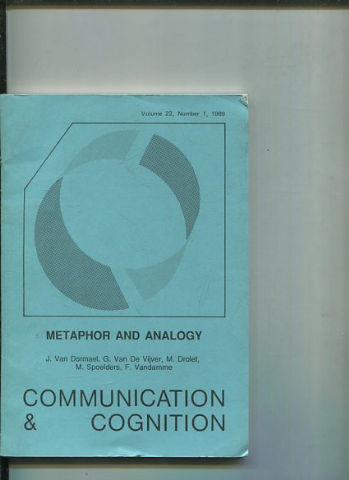 Volume 22, Number 1, 1989
METAPHOR AND ANALOGY
J. Van Dormael, G. Van De Vijver, M. Drolet,
M. Spoelders, F. Vandamme
COMMUNICATION
& COGNITION